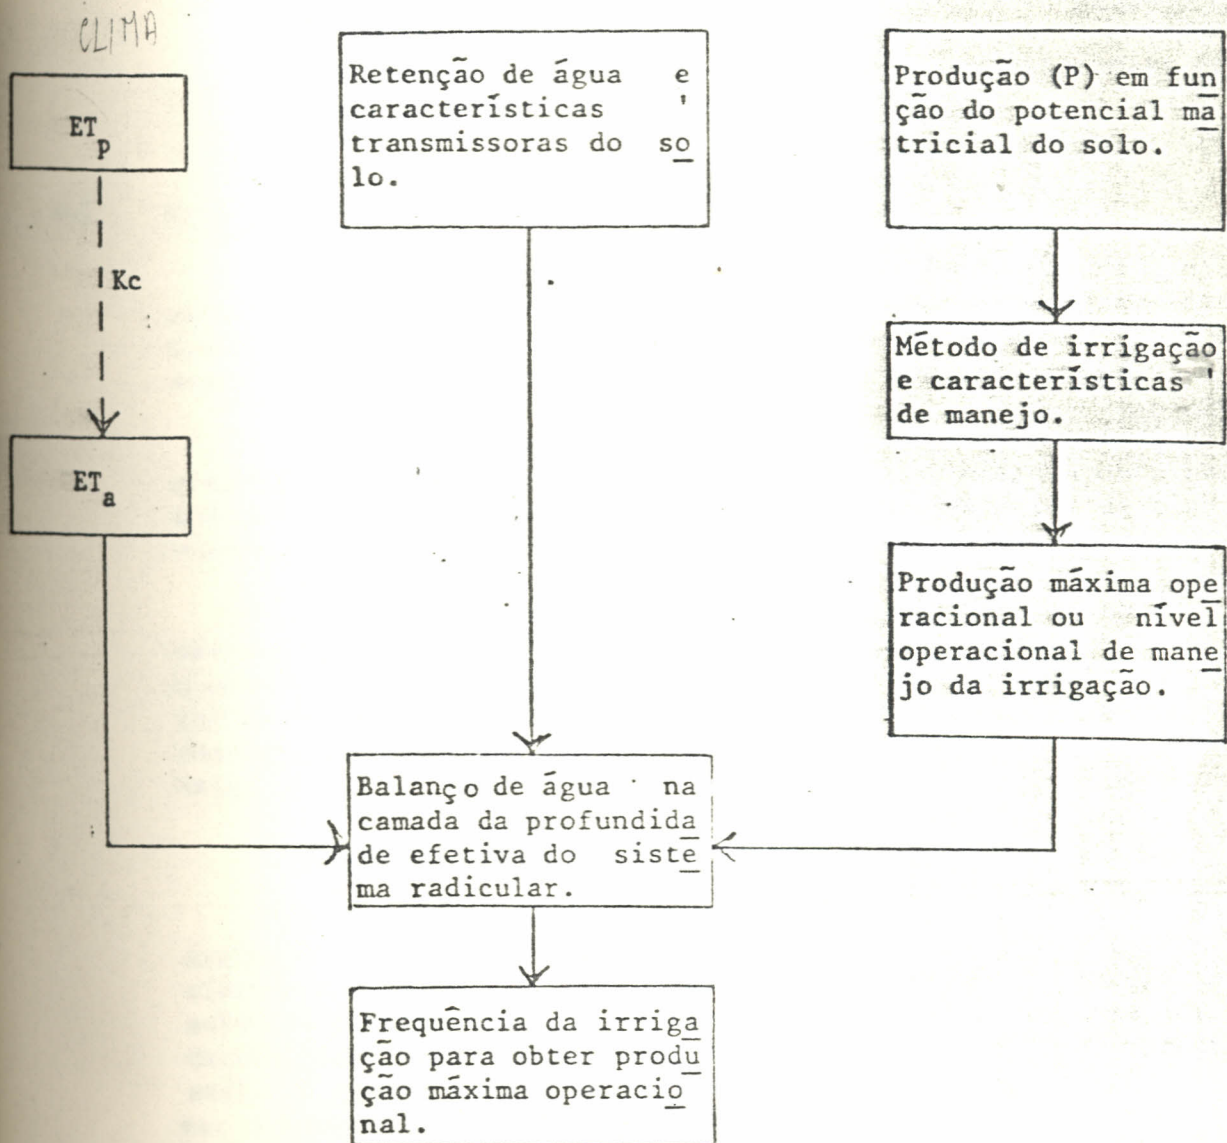 CLIMA
ETp
Kc
ETa
Retenção de água e
características '
transmissoras do so
lo.
Produção (P) em fun
ção do potencial ma
tricial do solo.
Método de irrigação
e características '
de manejo.
Produção máxima ope
racional ou nível
operacional de mane
jo da irrigação.
Balanço de água na
camada da profundida
de efetiva do siste
ma radicular.
Frequência da irriga
ção para obter produ
ção máxima operacio
nal.